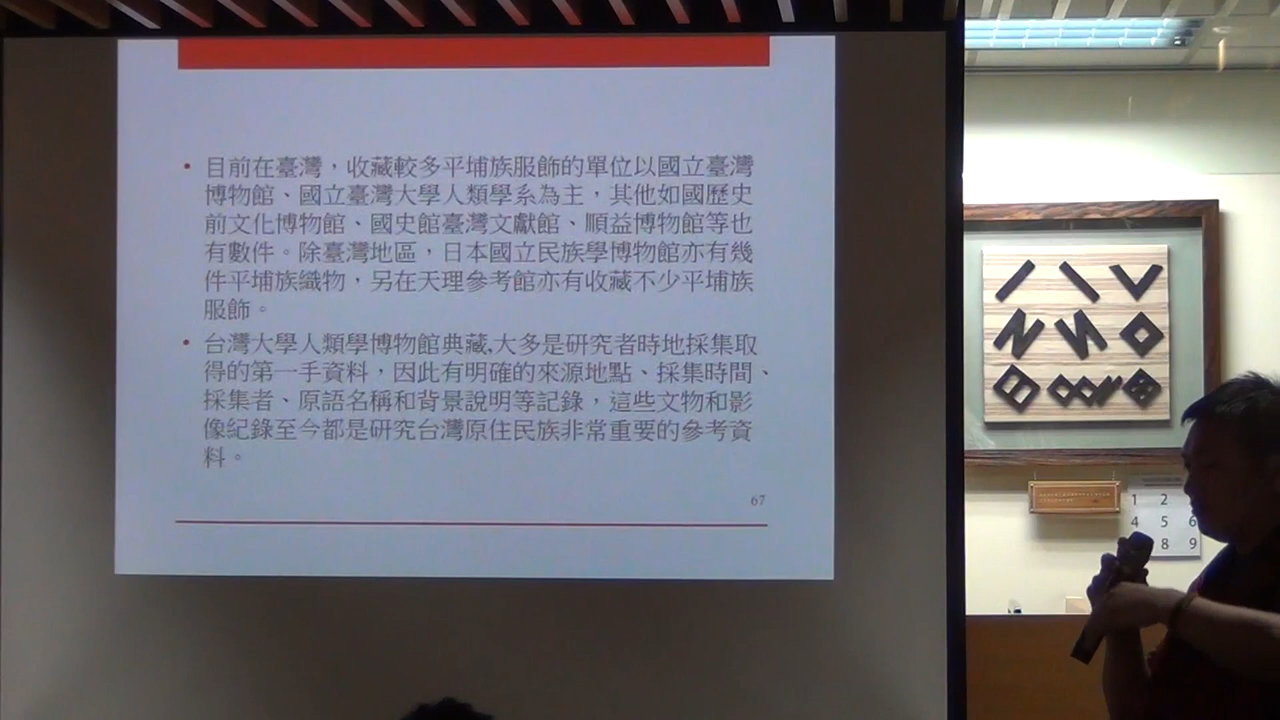 • 目前在臺灣，收藏較多平埔族服飾的單位以國立臺灣
博物館、國立臺灣大學人類學系為主，其他如國歷史
前文化博物館、國史館臺灣文獻館、順益博物館等也
有數件。除臺灣地區，日本國立民族學博物館亦有幾
件平埔族織物，另在天理參考館亦有收藏不少平埔族
服飾。
• 台灣大學人類學博物館典藏,大多是研究者時地採集取
得的第一手資料，因此有明確的來源地點、採集時間、
採集者、原語名稱和背景說明等記錄，這些文物和影
像紀錄至今都是研究台灣原住民族非常重要的參考資
料。
67
1 2
4 5 6
8 9